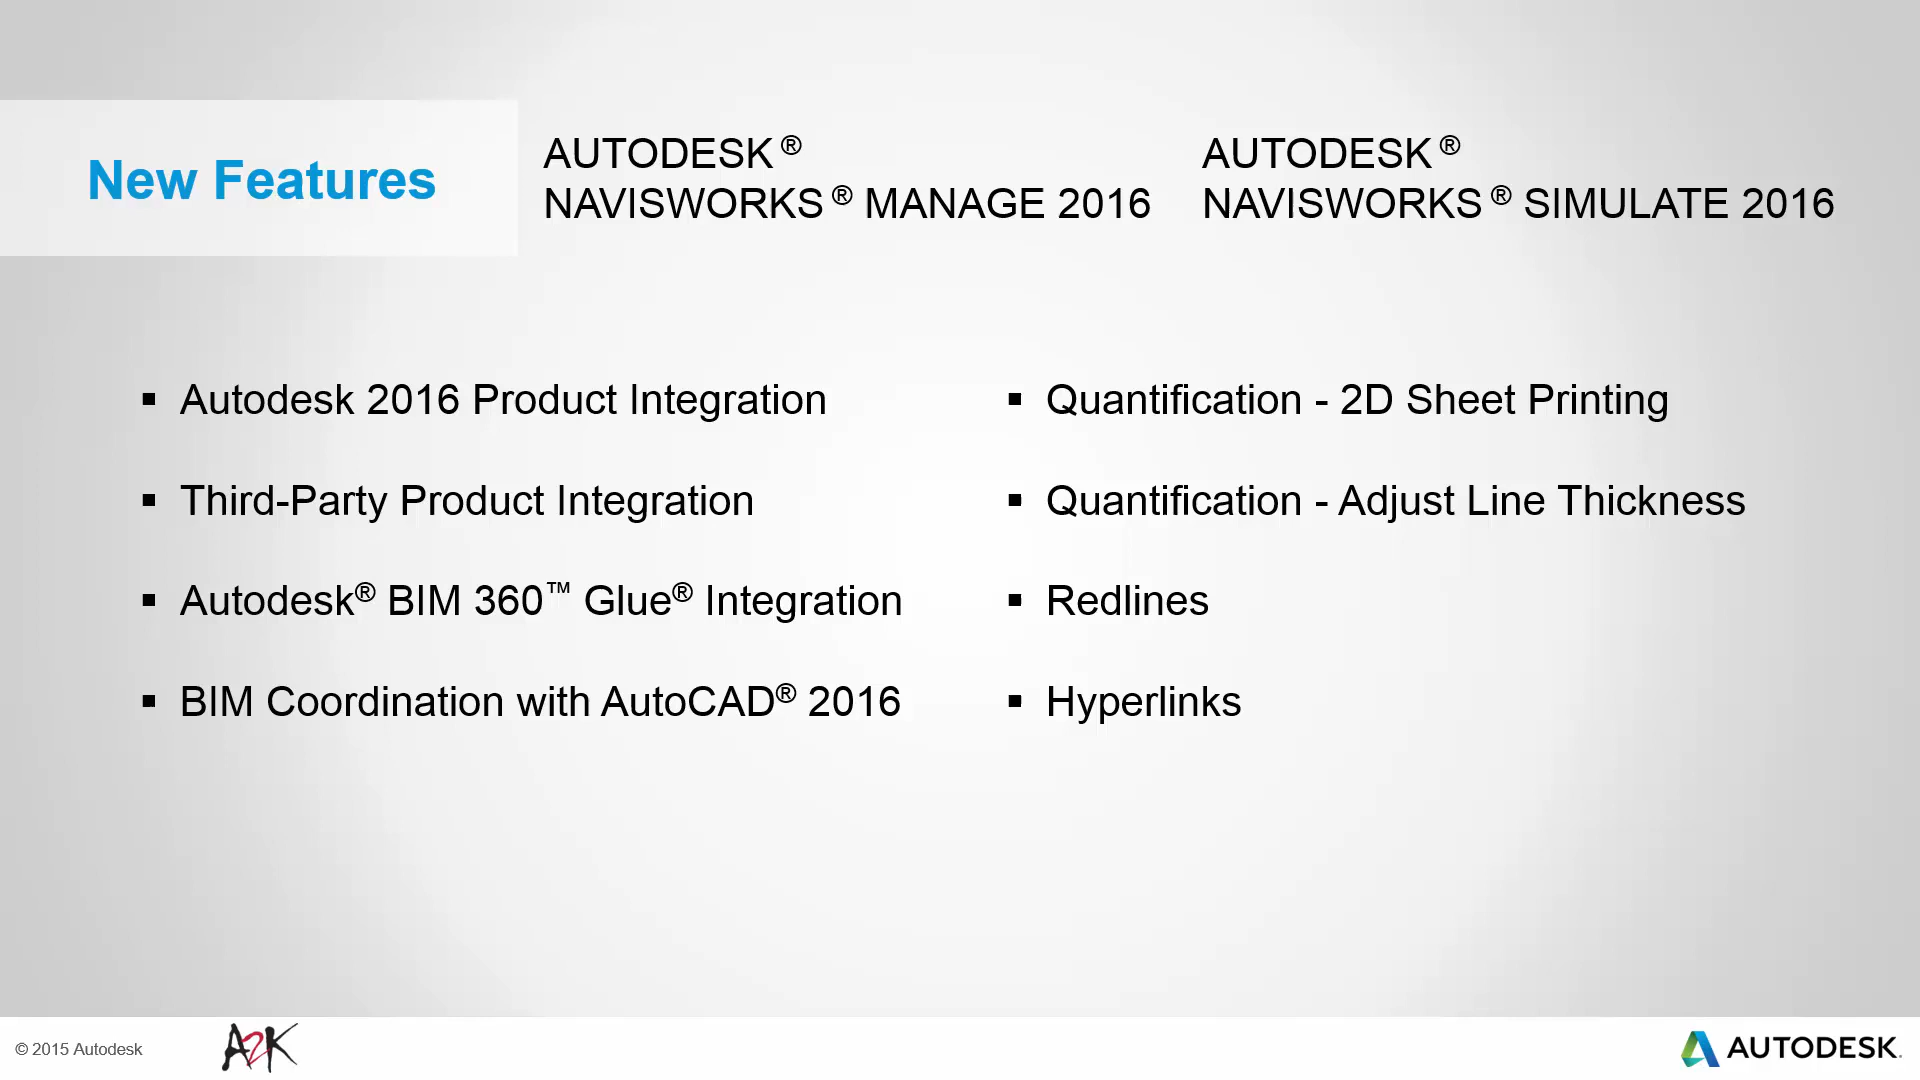 New Features
AUTODESK ®
NAVISWORKS ® MANAGE 2016
AUTODESK ®
NAVISWORKS ® SIMULATE 2016
▪ Autodesk 2016 Product Integration
▪ Third-Party Product Integration
▪ Autodesk® BIM 360™ Glue® Integration
▪ BIM Coordination with AutoCAD® 2016
▪ Quantification - 2D Sheet Printing
▪ Quantification - Adjust Line Thickness
▪ Redlines
▪ Hyperlinks
© 2015 Autodesk
A2K
AUTODESK.